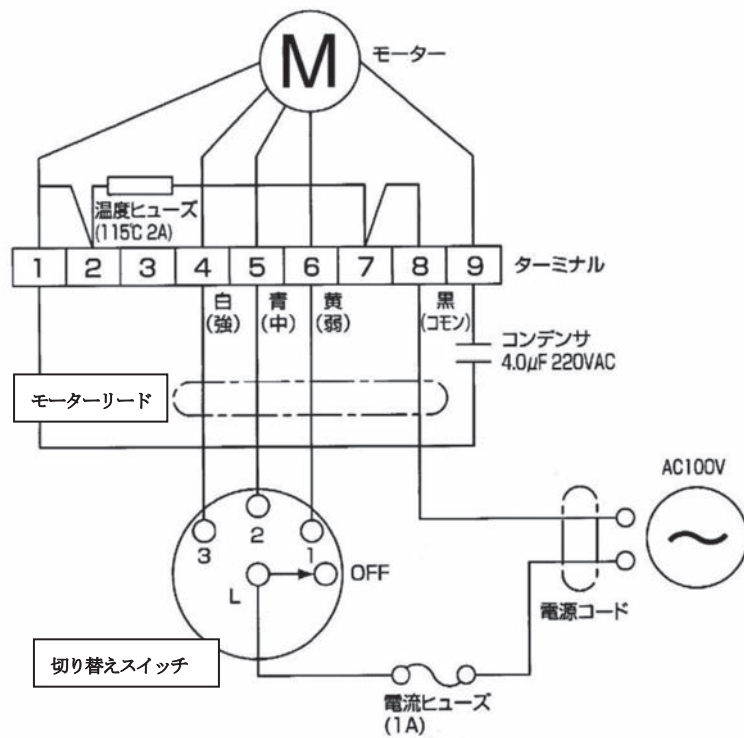 M
モーター
温度ヒューズ
(115℃ 2A)
1 2 3 4 5 6 7 8 9
ターミナル
白
(強)
青
(中)
黄
(弱)
黒
(コモン)
コンデンサ
4.0μF 220VAC
モーターリード
AC100V
3
2
1
L
OFF
電源コード
切り替えスイッチ
電流ヒューズ
(1A)